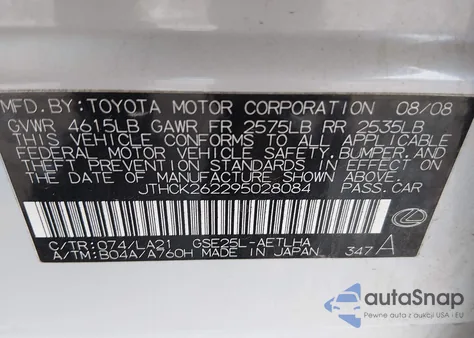 MFD.BY:TOYOTA MOTOR CORPORATION 08/08
GVWR 4615LB GAWR FR 2575LB RR 2535LB
THIS VEHICLE CONFORMS TO ALL APPLICABLE
FEDERAL MOTOR VEHICLE SAFETY, BUMPER, AND
THEFT PREVENTION STANDARDS IN EFFECT ON
THE DATE OF MANUFACTURE SHOWN ABOVE.
JTHCK262295028084 PASS.CAR
C/TR:074/LA21 GSE25L-AETLHA
A/TM:B04A/A760H MADE IN JAPAN 347 A
autoSnap
Pewne auta z aukcji USA i EU